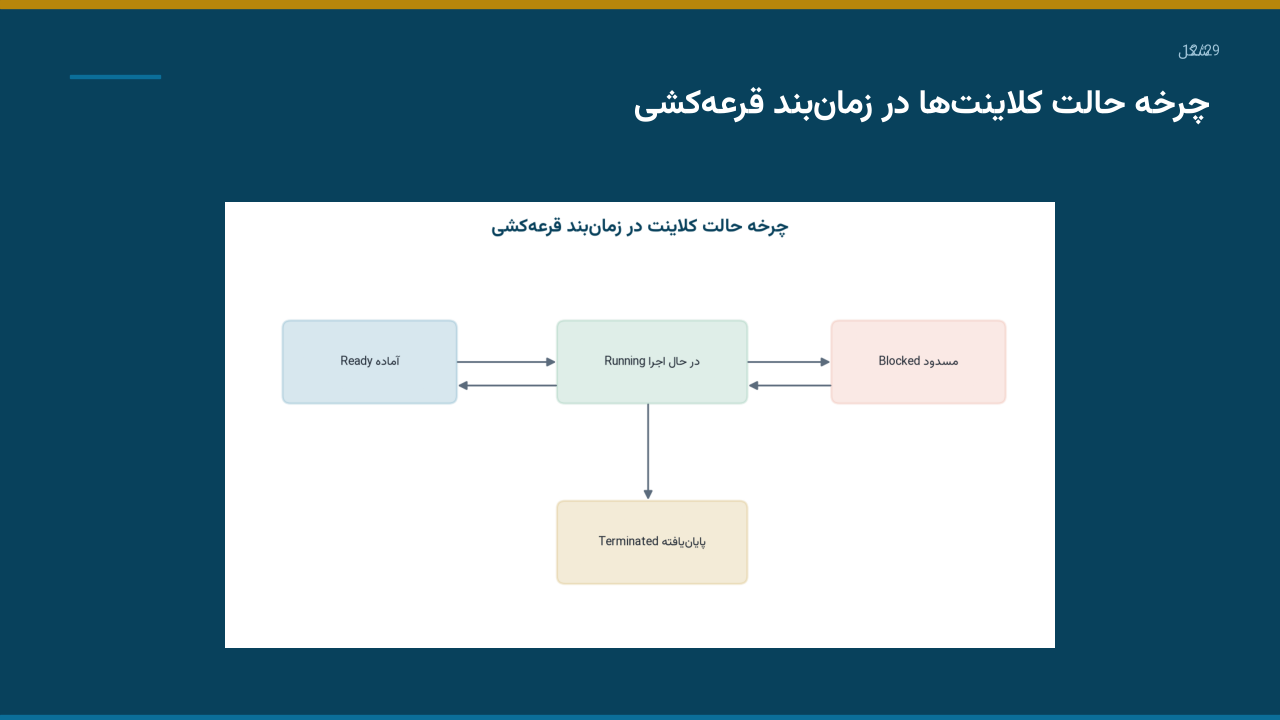 شکل
چرخه حالت کلاینت‌ها در زمان‌بند قرعه‌کشی
چرخه حالت کلاینت در زمان‌بند قرعه‌کشی
آماده Ready
در حال اجرا Running
مسدود Blocked
پایان‌یافته Terminated